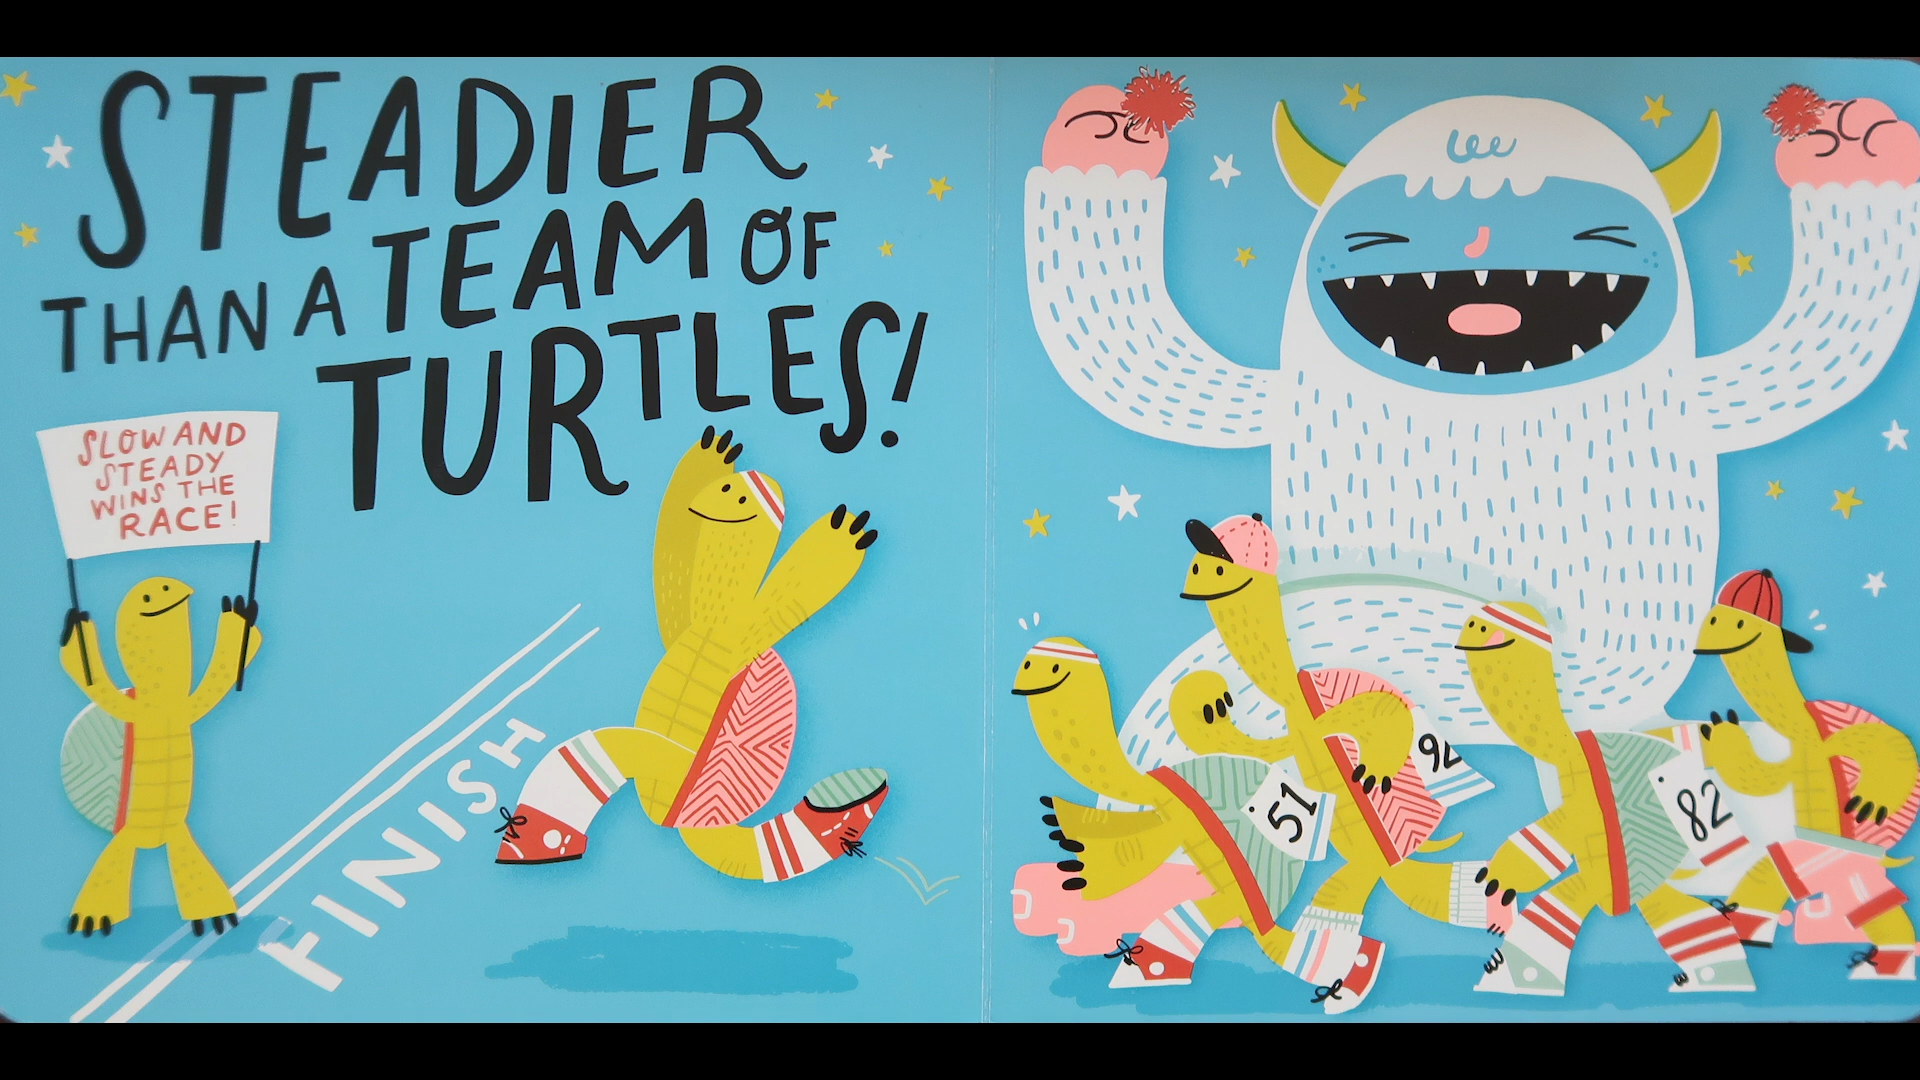 STEADIER
THAN A TEAM OF
TURTLES!
SLOW AND
STEADY
WINS THE
RACE!
FINISH
51
92
82